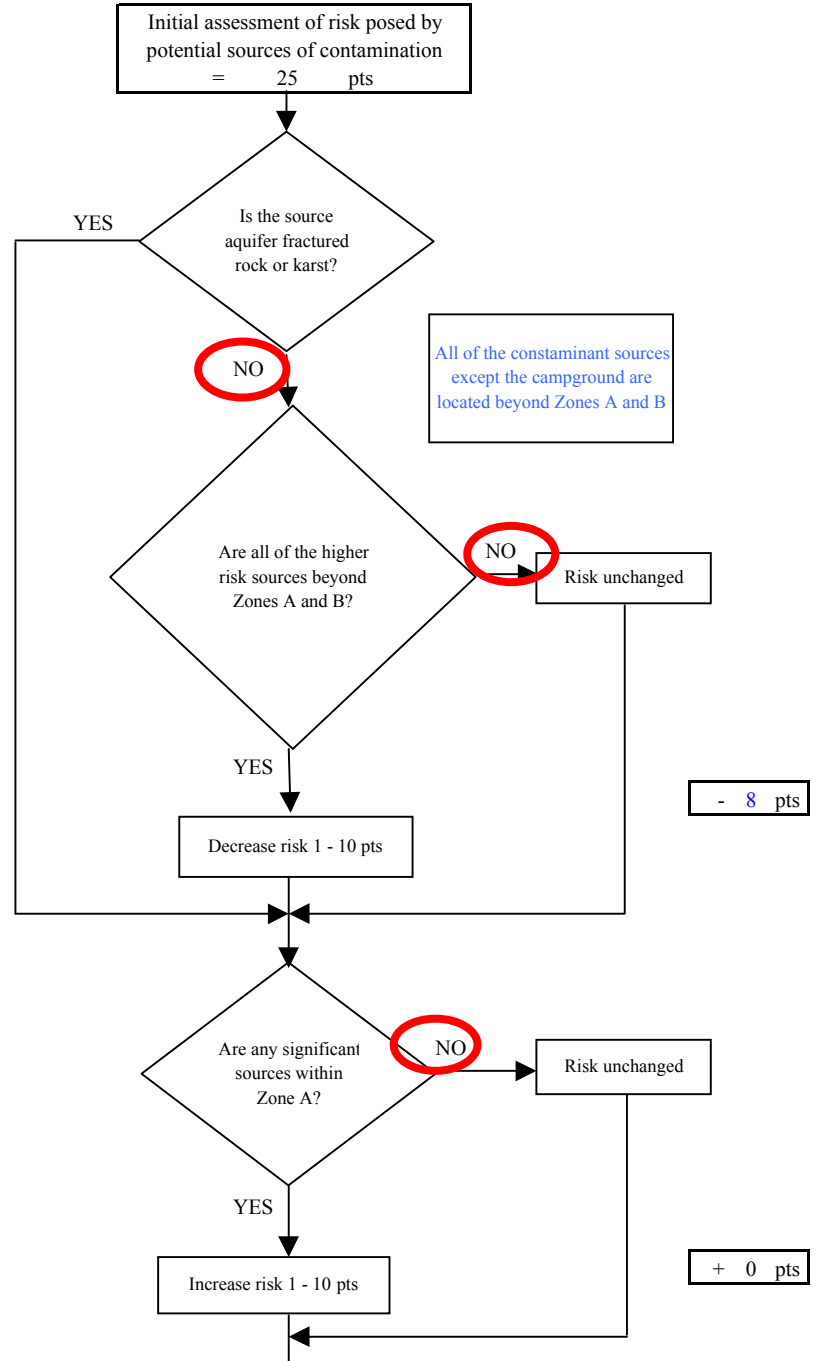 Initial assessment of risk posed by
potential sources of contamination
= 25 pts
YES
Is the source
aquifer fractured
rock or karst?
NO
All of the constaminant sources
except the campground are
located beyond Zones A and B
Are all of the higher
risk sources beyond
Zones A and B?
NO
Risk unchanged
YES
- 8 pts
Decrease risk 1 - 10 pts
Are any significant
sources within
Zone A?
NO
Risk unchanged
YES
+ 0 pts
Increase risk 1 - 10 pts